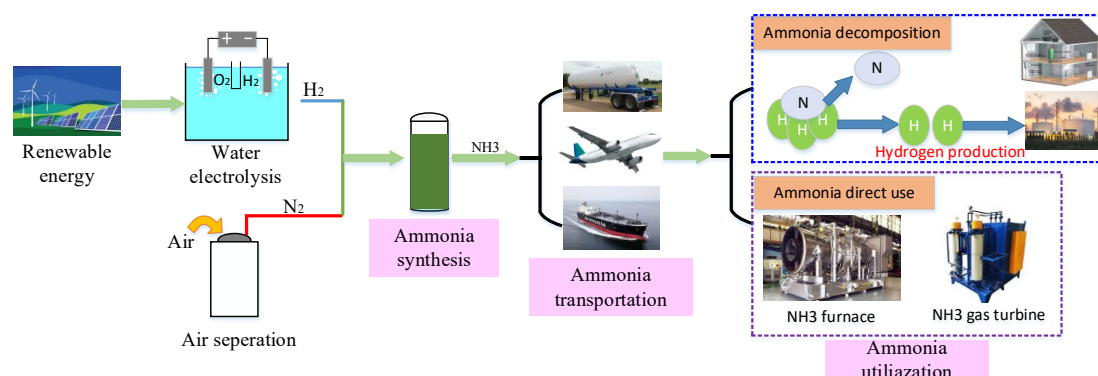 Renewable
energy
+ −
O₂ H₂
Water
electrolysis
H₂
N₂
Air
Air seperation
NH3
Ammonia
synthesis
Ammonia
transportation
Ammonia decomposition
N
N
H H H
H H
Hydrogen production
Ammonia direct use
NH3 furnace
NH3 gas turbine
Ammonia
utiliazation